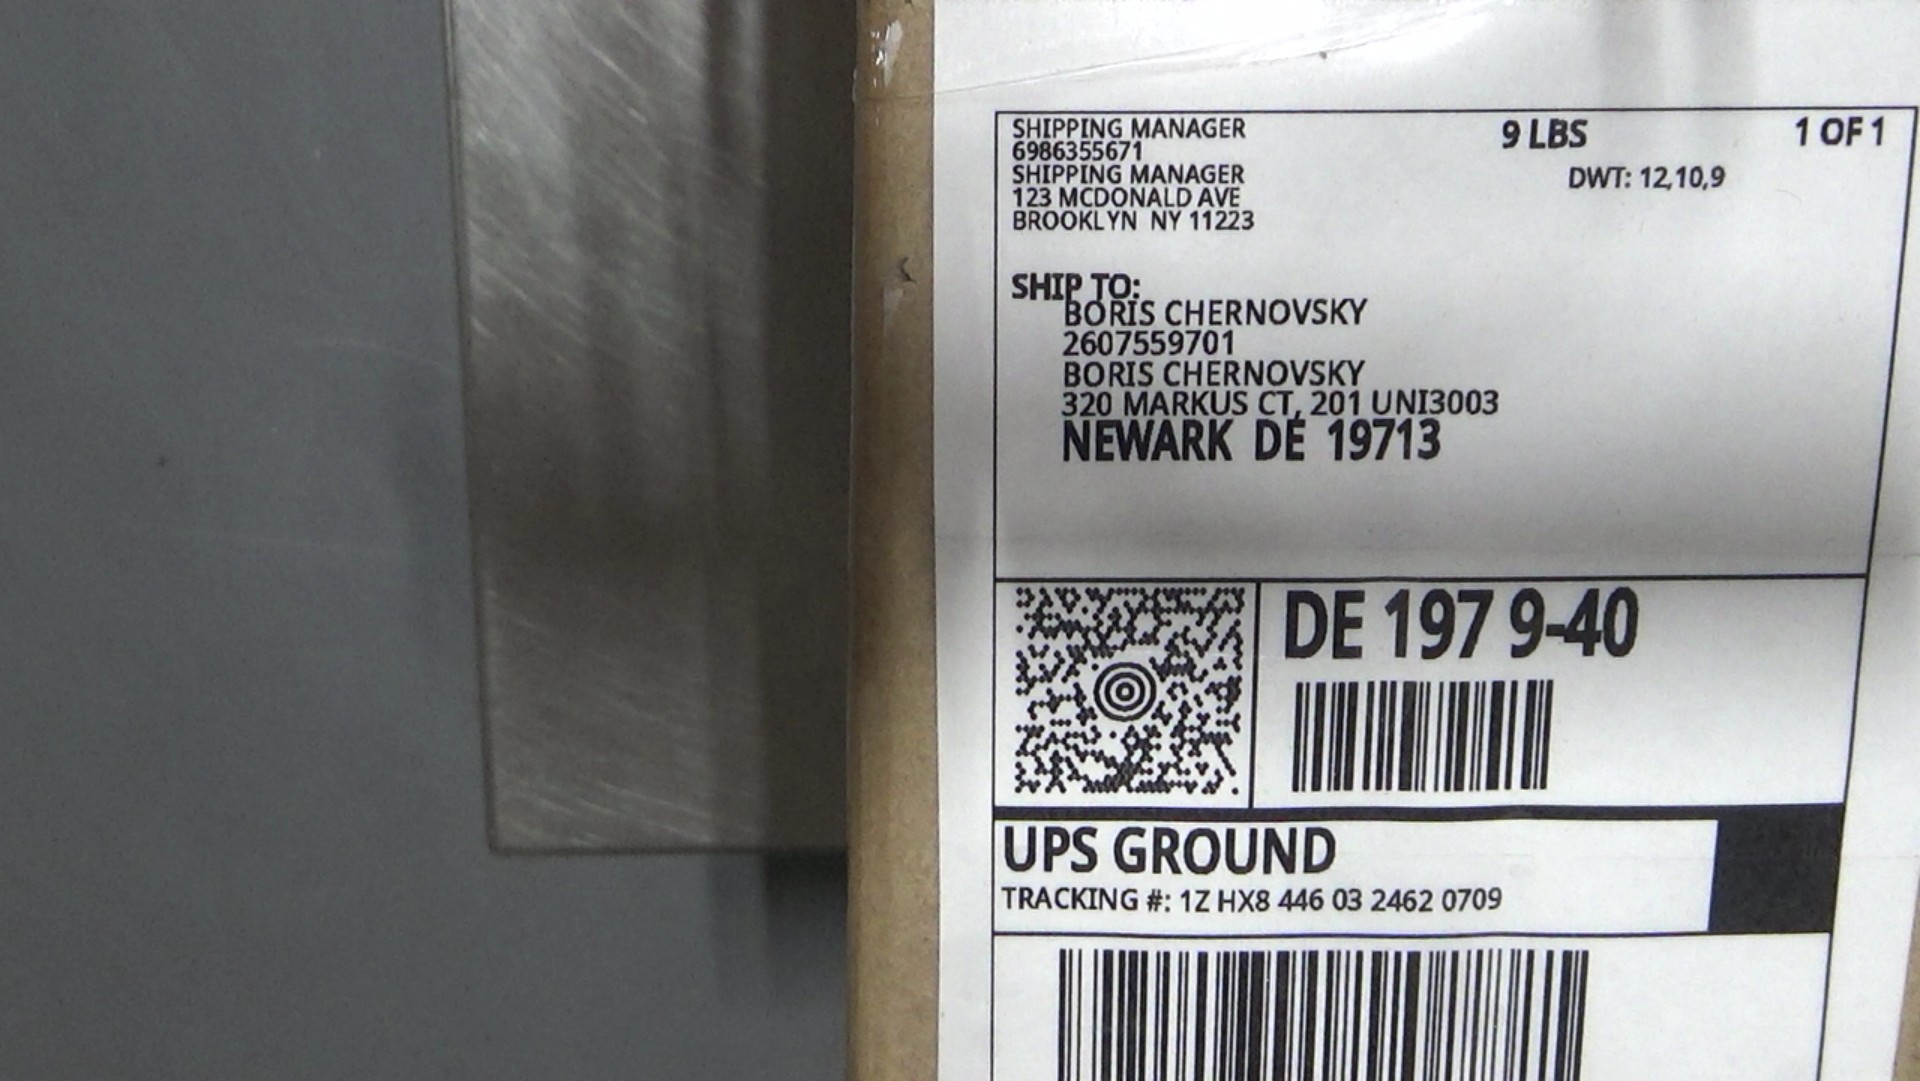 SHIPPING MANAGER
6986355671
SHIPPING MANAGER
123 MCDONALD AVE
BROOKLYN NY 11223
9 LBS
1 OF 1
DWT: 12,10,9
SHIP TO:
BORIS CHERNOVSKY
2607559701
BORIS CHERNOVSKY
320 MARKUS CT, 201 UNI3003
NEWARK DE 19713
DE 197 9-40
UPS GROUND
TRACKING #: 1Z HX8 446 03 2462 0709